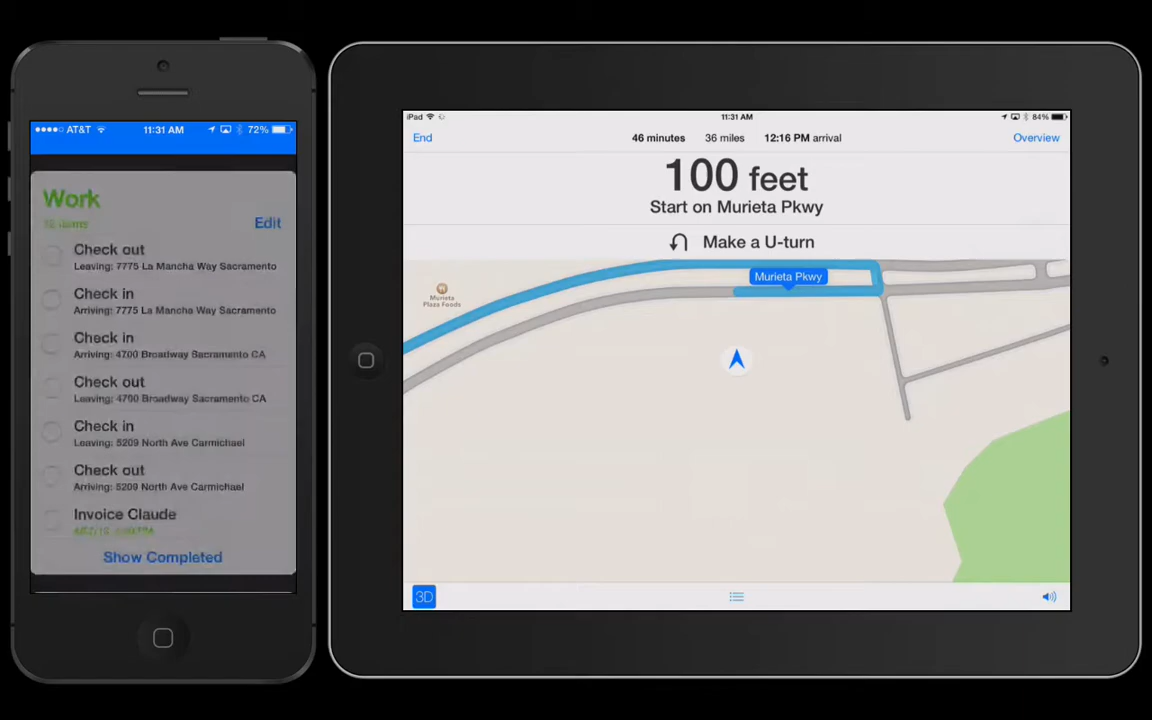 AT&T 11:31 AM 72%
Work
Edit
Check out
Leaving: 7775 La Mancha Way Sacramento
Check in
Arriving: 7775 La Mancha Way Sacramento
Check in
Arriving: 4700 Broadway Sacramento CA
Check out
Leaving: 4700 Broadway Sacramento CA
Check in
Leaving: 5209 North Ave Carmichael
Check out
Arriving: 5209 North Ave Carmichael
Invoice Claude
Show Completed
iPad 11:31 AM 84%
End 46 minutes 36 miles 12:16 PM arrival Overview
100 feet
Start on Murieta Pkwy
Make a U-turn
Murieta Pkwy
Murieta
Plaza Foods
3D